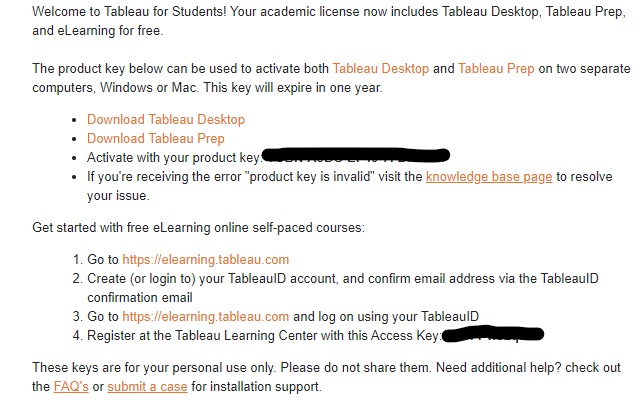 Welcome to Tableau for Students! Your academic license now includes Tableau Desktop, Tableau Prep,
and eLearning for free.
The product key below can be used to activate both Tableau Desktop and Tableau Prep on two separate
computers, Windows or Mac. This key will expire in one year.
• Download Tableau Desktop
• Download Tableau Prep
• Activate with your product key:
• If you're receiving the error "product key is invalid" visit the knowledge base page to resolve
your issue.
Get started with free eLearning online self-paced courses:
1. Go to https://elearning.tableau.com
2. Create (or login to) your TableauID account, and confirm email address via the TableauID
confirmation email
3. Go to https://elearning.tableau.com and log on using your TableauID
4. Register at the Tableau Learning Center with this Access Key:
These keys are for your personal use only. Please do not share them. Need additional help? check out
the FAQ's or submit a case for installation support.